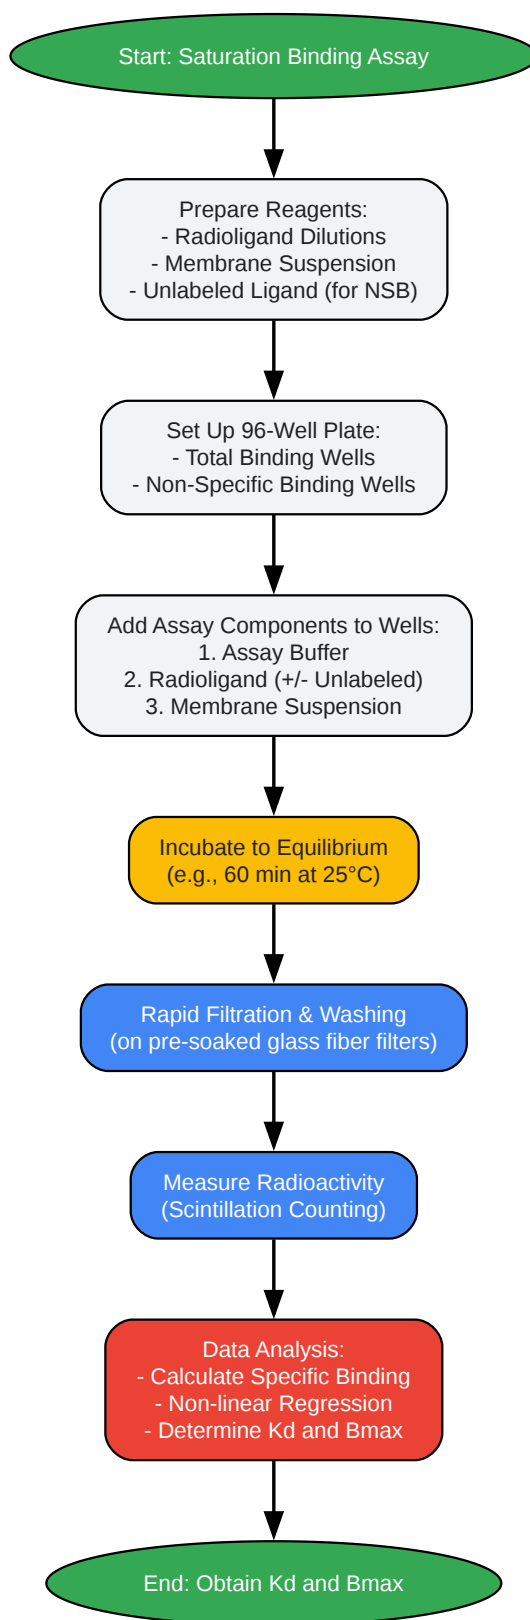 Start: Saturation Binding Assay
Prepare Reagents:
- Radioligand Dilutions
- Membrane Suspension
- Unlabeled Ligand (for NSB)
Set Up 96-Well Plate:
- Total Binding Wells
- Non-Specific Binding Wells
Add Assay Components to Wells:
1. Assay Buffer
2. Radioligand (+/- Unlabeled)
3. Membrane Suspension
Incubate to Equilibrium
(e.g., 60 min at 25°C)
Rapid Filtration & Washing
(on pre-soaked glass fiber filters)
Measure Radioactivity
(Scintillation Counting)
Data Analysis:
- Calculate Specific Binding
- Non-linear Regression
- Determine Kd and Bmax
End: Obtain Kd and Bmax